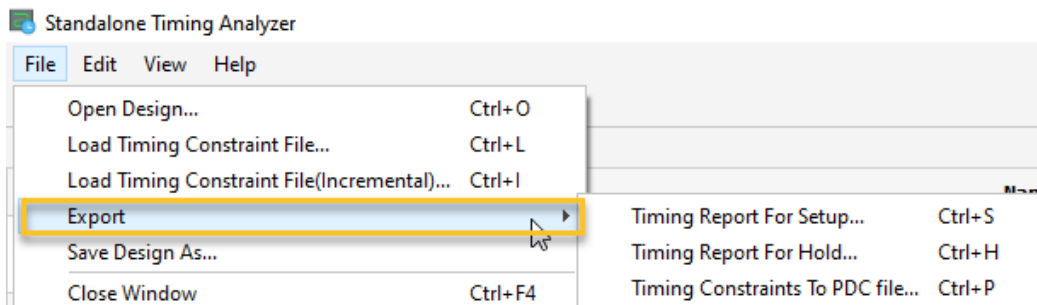 Standalone Timing Analyzer
File Edit View Help
Open Design... Ctrl+O
Load Timing Constraint File... Ctrl+L
Load Timing Constraint File(Incremental)... Ctrl+I
Export
Save Design As...
Close Window Ctrl+F4
Timing Report For Setup... Ctrl+S
Timing Report For Hold... Ctrl+H
Timing Constraints To PDC file... Ctrl+P